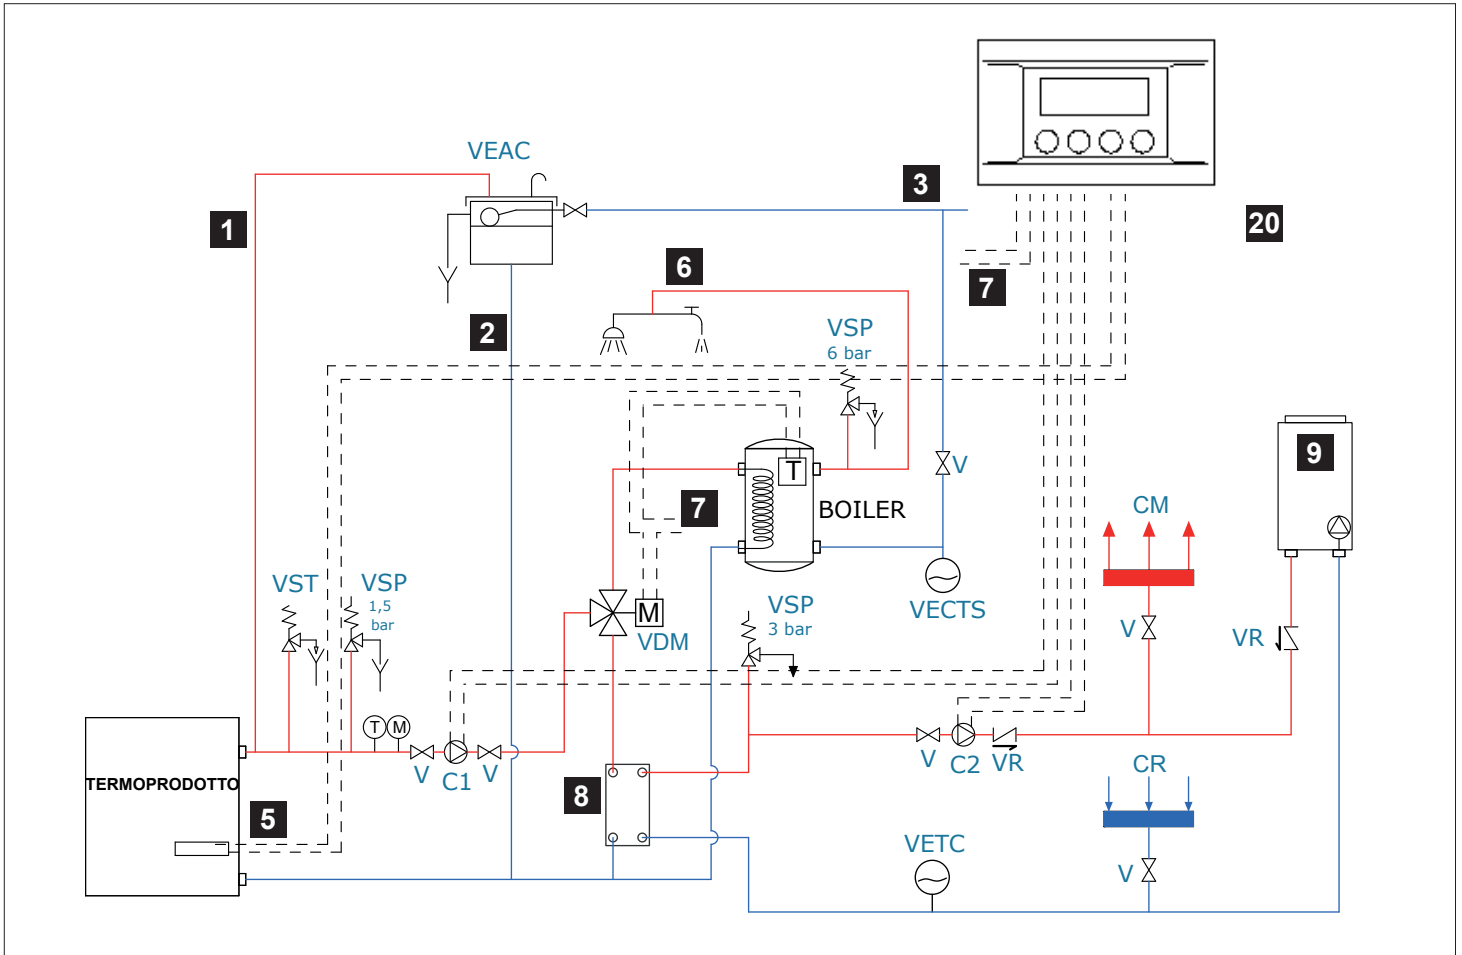 VEAC
3
1
20
6
7
2
VSP
6 bar
9
T
V
CM
7
BOILER
VST
VSP
1,5
bar
VSP
3 bar
VECTS
M
VDM
V
VR
T
M
V
C1
V
V
C2
VR
CR
TERMOPRODOTTO
8
5
VETC
V